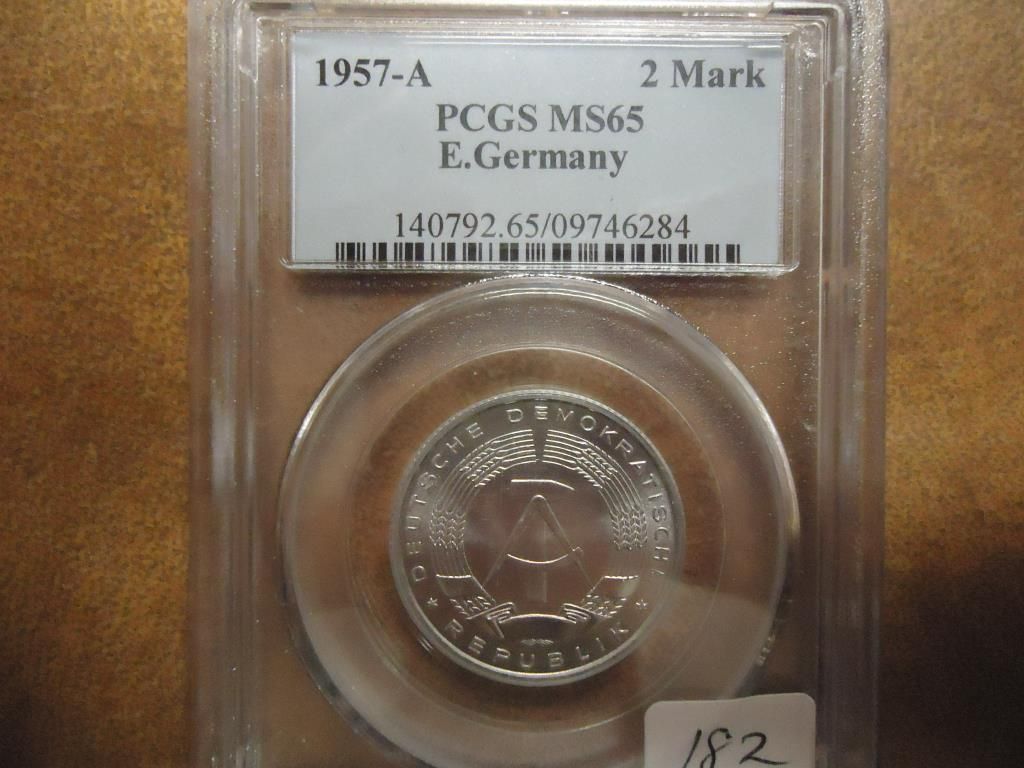 1957-A 2 Mark
PCGS MS65
E.Germany
140792.65/09746284
DEUTSCHE DEMOKRATISCHE
* REPUBLIK *
182